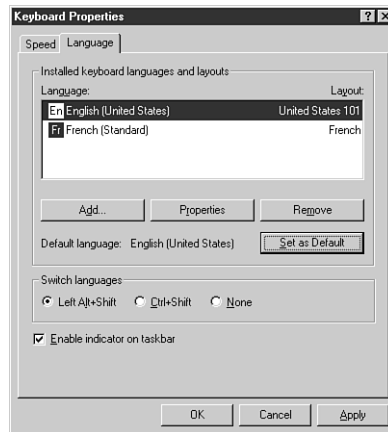 Keyboard Properties
Speed Language
Installed keyboard languages and layouts
Language: Layout:
En English (United States) United States 101
Fr French (Standard) French
Add... Properties Remove
Default language: English (United States) Set as Default
Switch languages
Left Alt+Shift Ctrl+Shift None
Enable indicator on taskbar
OK Cancel Apply